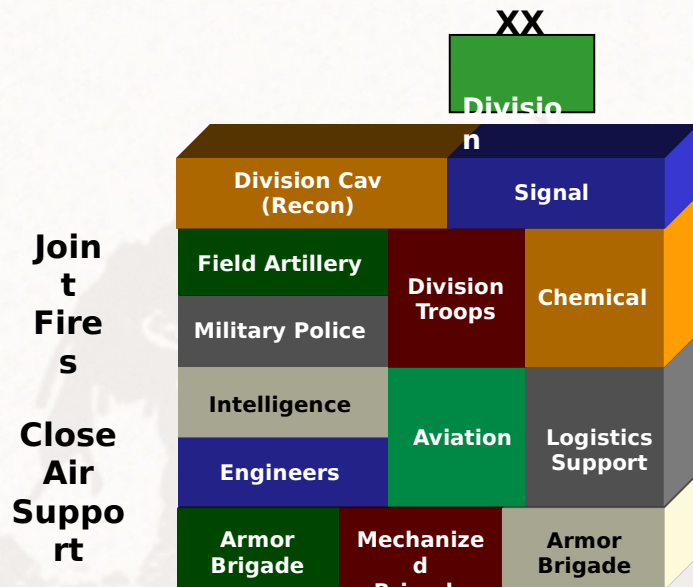 XX
Divisio
n
Division Cav
(Recon)
Signal
Join
t
Fire
s
Field Artillery
Military Police
Division
Troops
Chemical
Close
Air
Suppo
rt
Intelligence
Engineers
Aviation
Logistics
Support
Armor
Brigade
Mechanize
d
Armor
Brigade